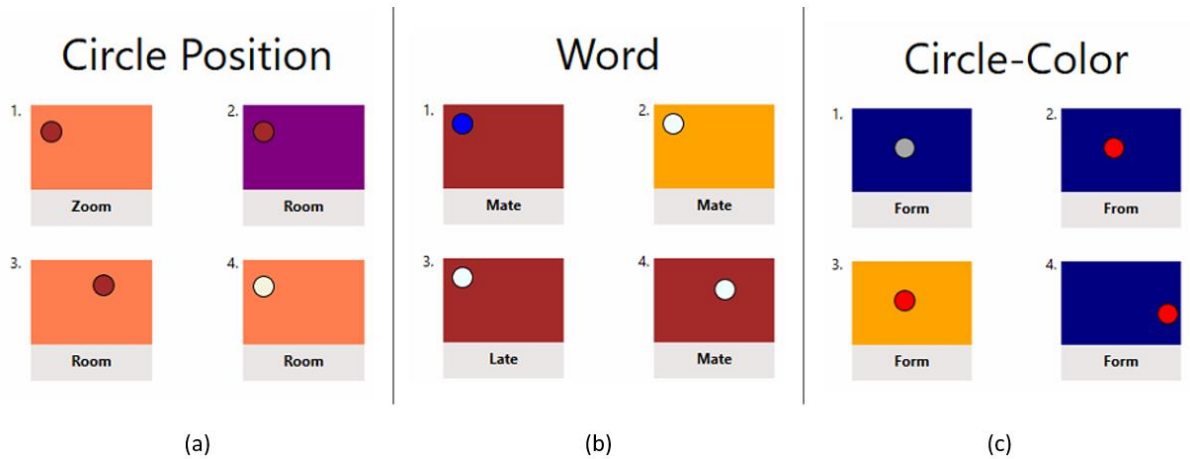 Circle Position
1.
Zoom
2.
Room
3.
Room
4.
Room
(a)
Word
1.
Mate
2.
Mate
3.
Late
4.
Mate
(b)
Circle-Color
1.
Form
2.
From
3.
Form
4.
Form
(c)